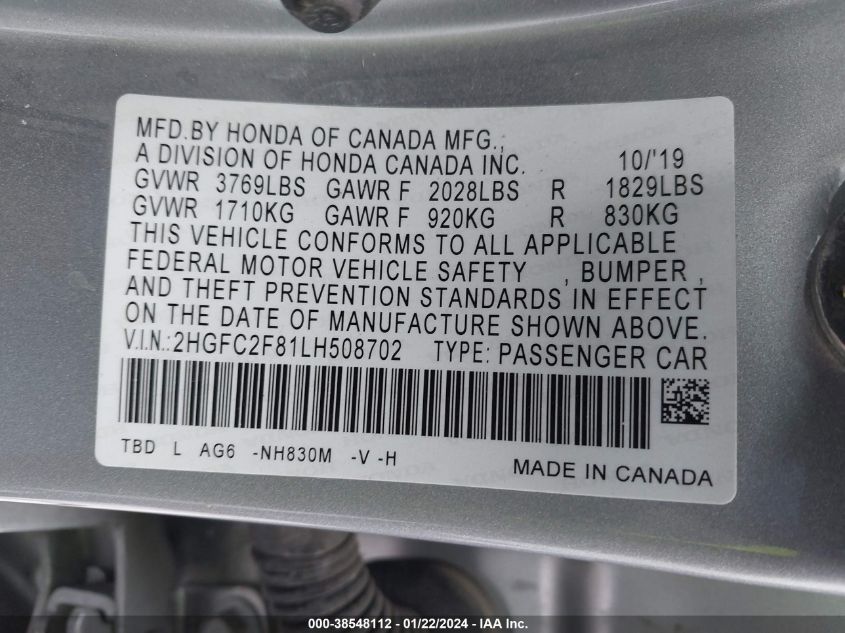 MFD.BY HONDA OF CANADA MFG.,
A DIVISION OF HONDA CANADA INC. 10/'19
GVWR 3769LBS GAWR F 2028LBS R 1829LBS
GVWR 1710KG GAWR F 920KG R 830KG
THIS VEHICLE CONFORMS TO ALL APPLICABLE
FEDERAL MOTOR VEHICLE SAFETY , BUMPER ,
AND THEFT PREVENTION STANDARDS IN EFFECT
ON THE DATE OF MANUFACTURE SHOWN ABOVE.
V.I.N.:2HGFC2F81LH508702 TYPE: PASSENGER CAR
TBD L AG6 -NH830M -V -H
MADE IN CANADA
000-38548112 - 01/22/2024 - IAA Inc.